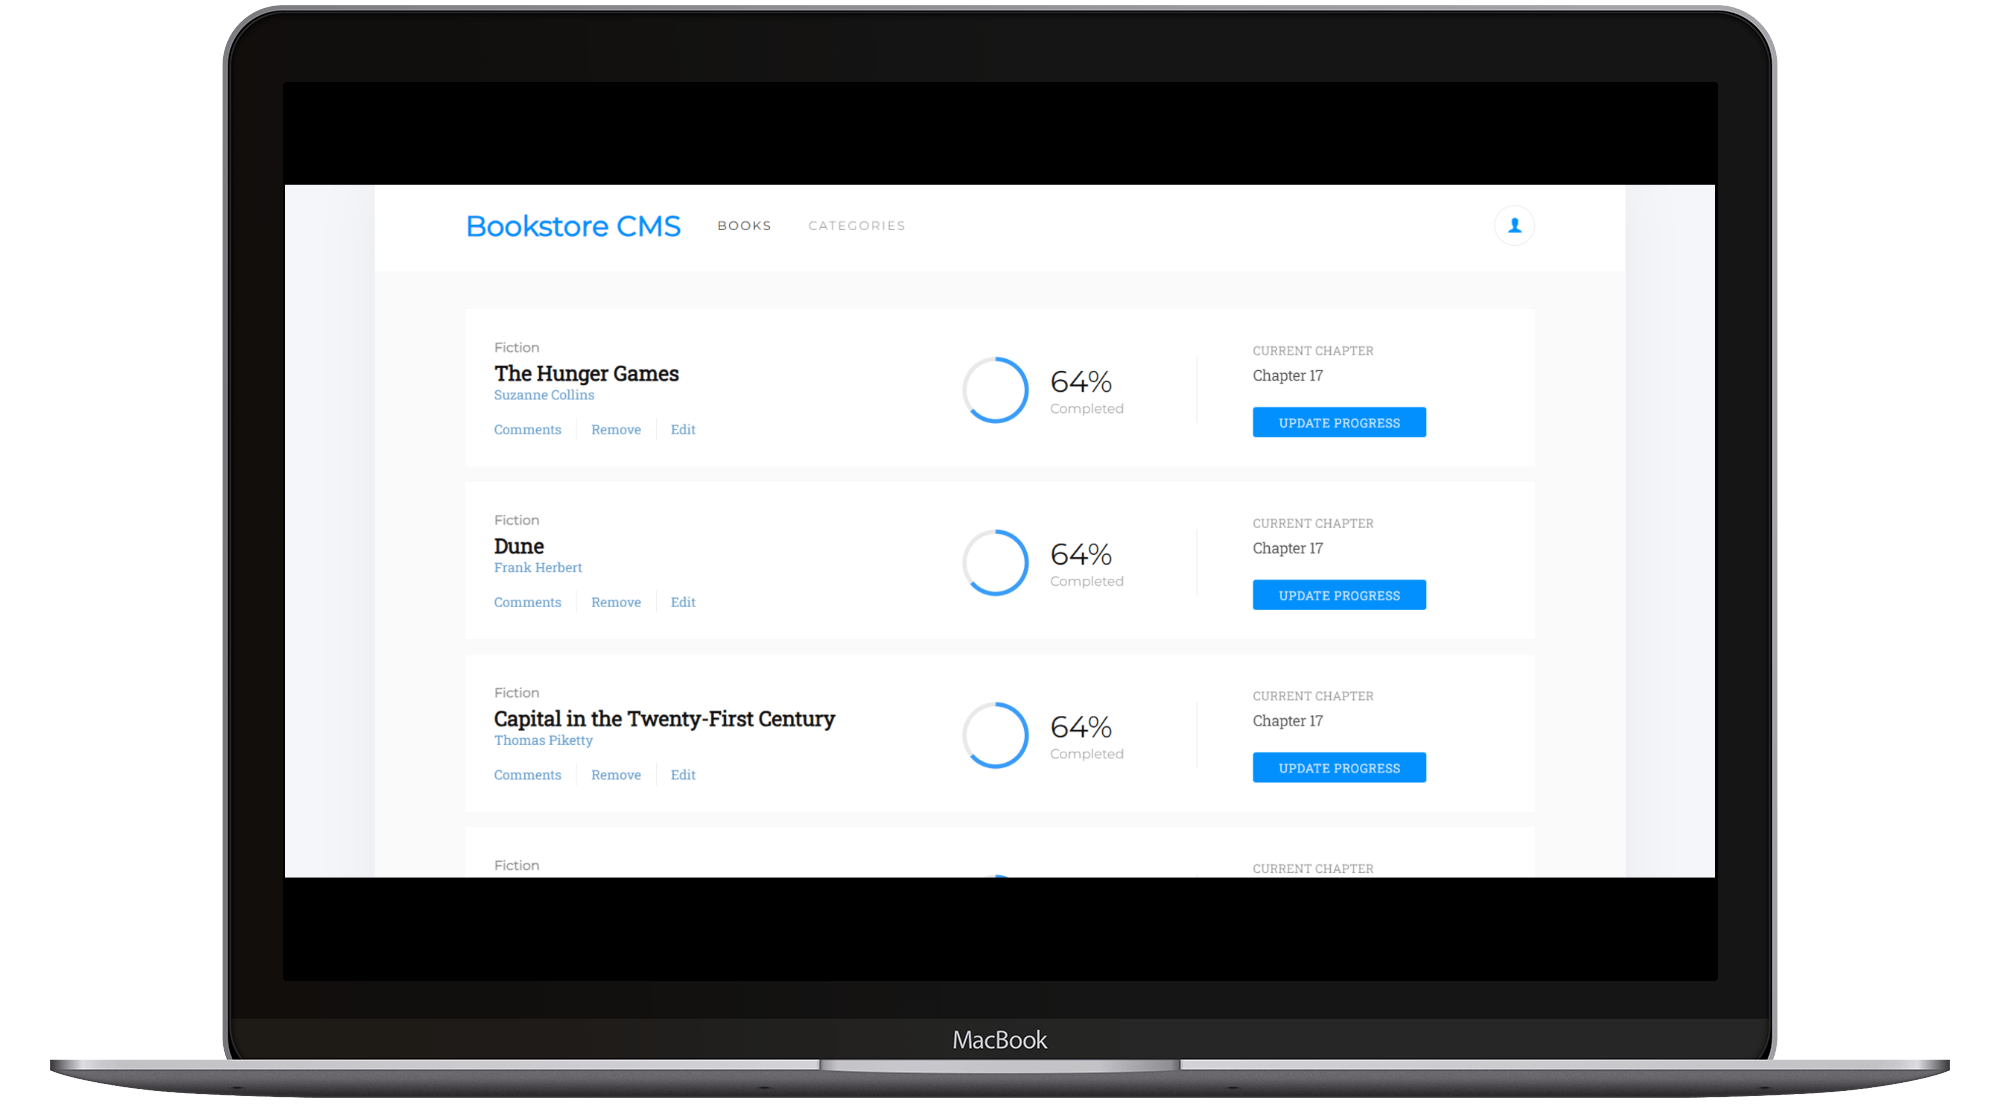 Bookstore CMS BOOKS CATEGORIES
Fiction
The Hunger Games
Suzanne Collins
Comments Remove Edit
64%
Completed
CURRENT CHAPTER
Chapter 17
UPDATE PROGRESS
Fiction
Dune
Frank Herbert
Comments Remove Edit
64%
Completed
CURRENT CHAPTER
Chapter 17
UPDATE PROGRESS
Fiction
Capital in the Twenty-First Century
Thomas Piketty
Comments Remove Edit
64%
Completed
CURRENT CHAPTER
Chapter 17
UPDATE PROGRESS
Fiction
CURRENT CHAPTER
MacBook